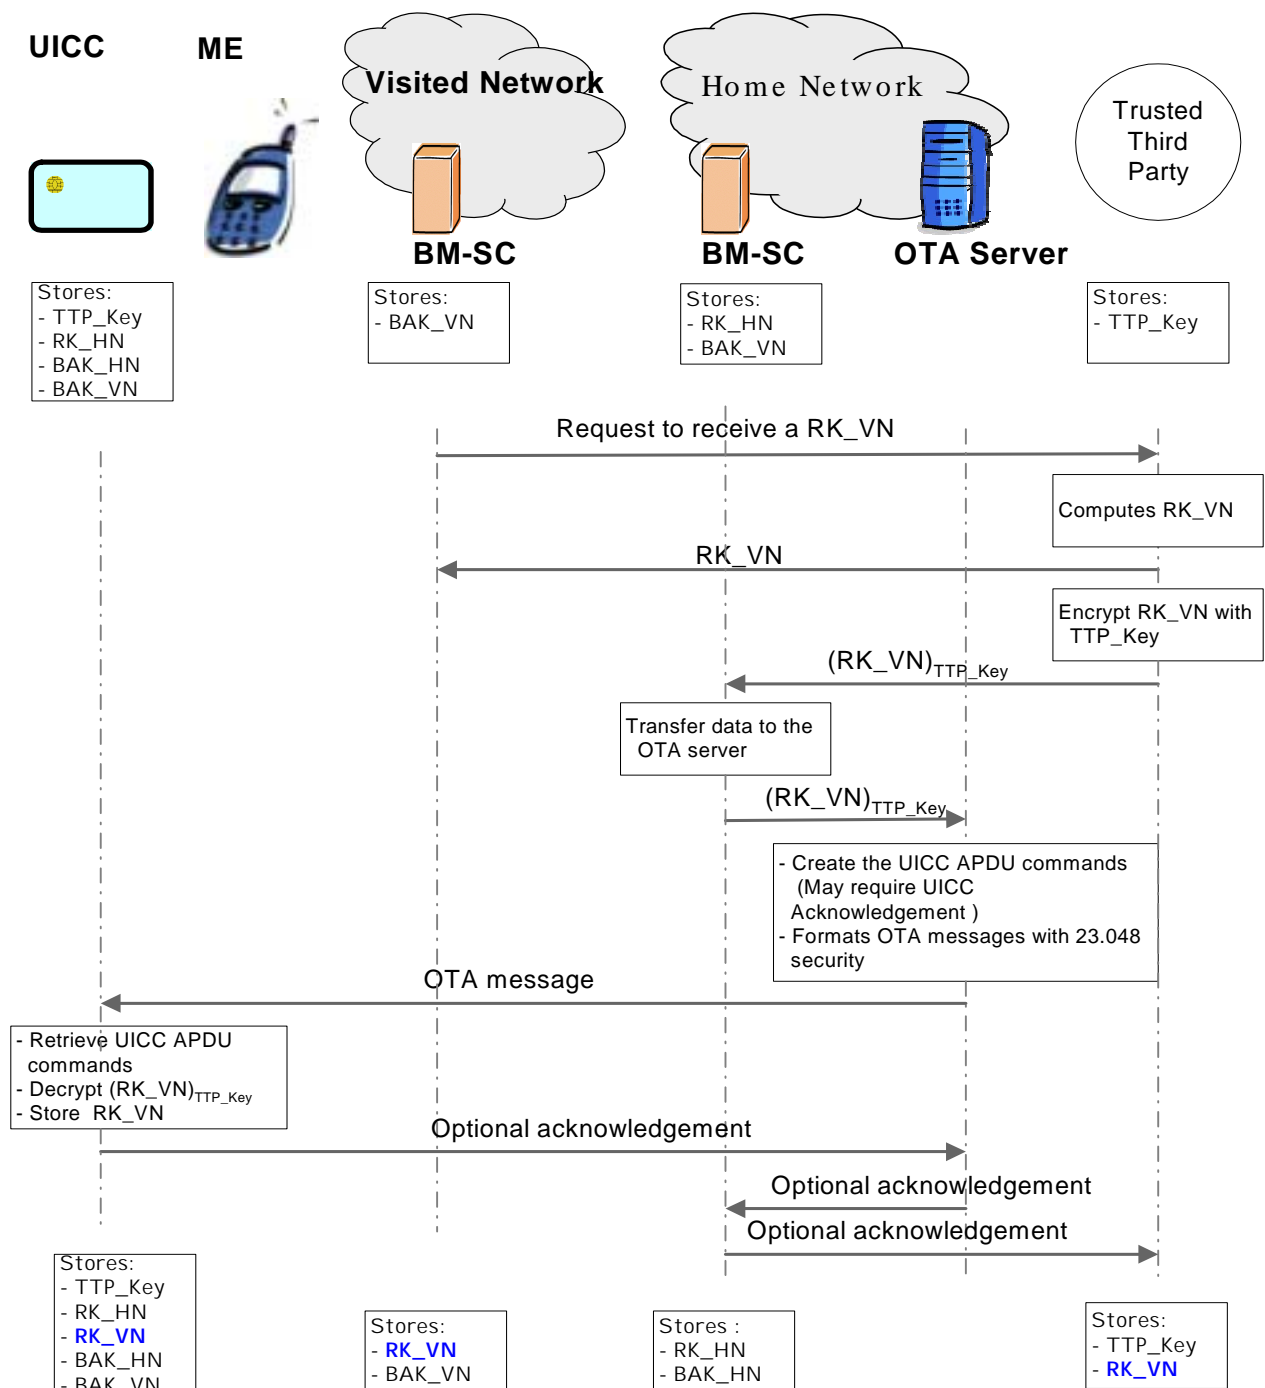 UICC
ME
Visited Network
Home Network
Trusted
Third
Party
BM-SC
BM-SC
OTA Server
Stores:
- TTP_Key
- RK_HN
- BAK_HN
- BAK_VN
Stores:
- BAK_VN
Stores:
- RK_HN
- BAK_VN
Stores:
- TTP_Key
Request to receive a RK_VN
Computes RK_VN
RK_VN
Encrypt RK_VN with
TTP_Key
(RK_VN)TTP_Key
Transfer data to the
OTA server
(RK_VN)TTP_Key
- Create the UICC APDU commands
(May require UICC
Acknowledgement )
- Formats OTA messages with 23.048
security
OTA message
- Retrieve UICC APDU
commands
- Decrypt (RK_VN)TTP_Key
- Store RK_VN
Optional acknowledgement
Optional acknowledgement
Optional acknowledgement
Stores:
- TTP_Key
- RK_HN
- RK_VN
- BAK_HN
- BAK_VN
Stores:
- RK_VN
- BAK_VN
Stores :
- RK_HN
- BAK_HN
Stores:
- TTP_Key
- RK_VN